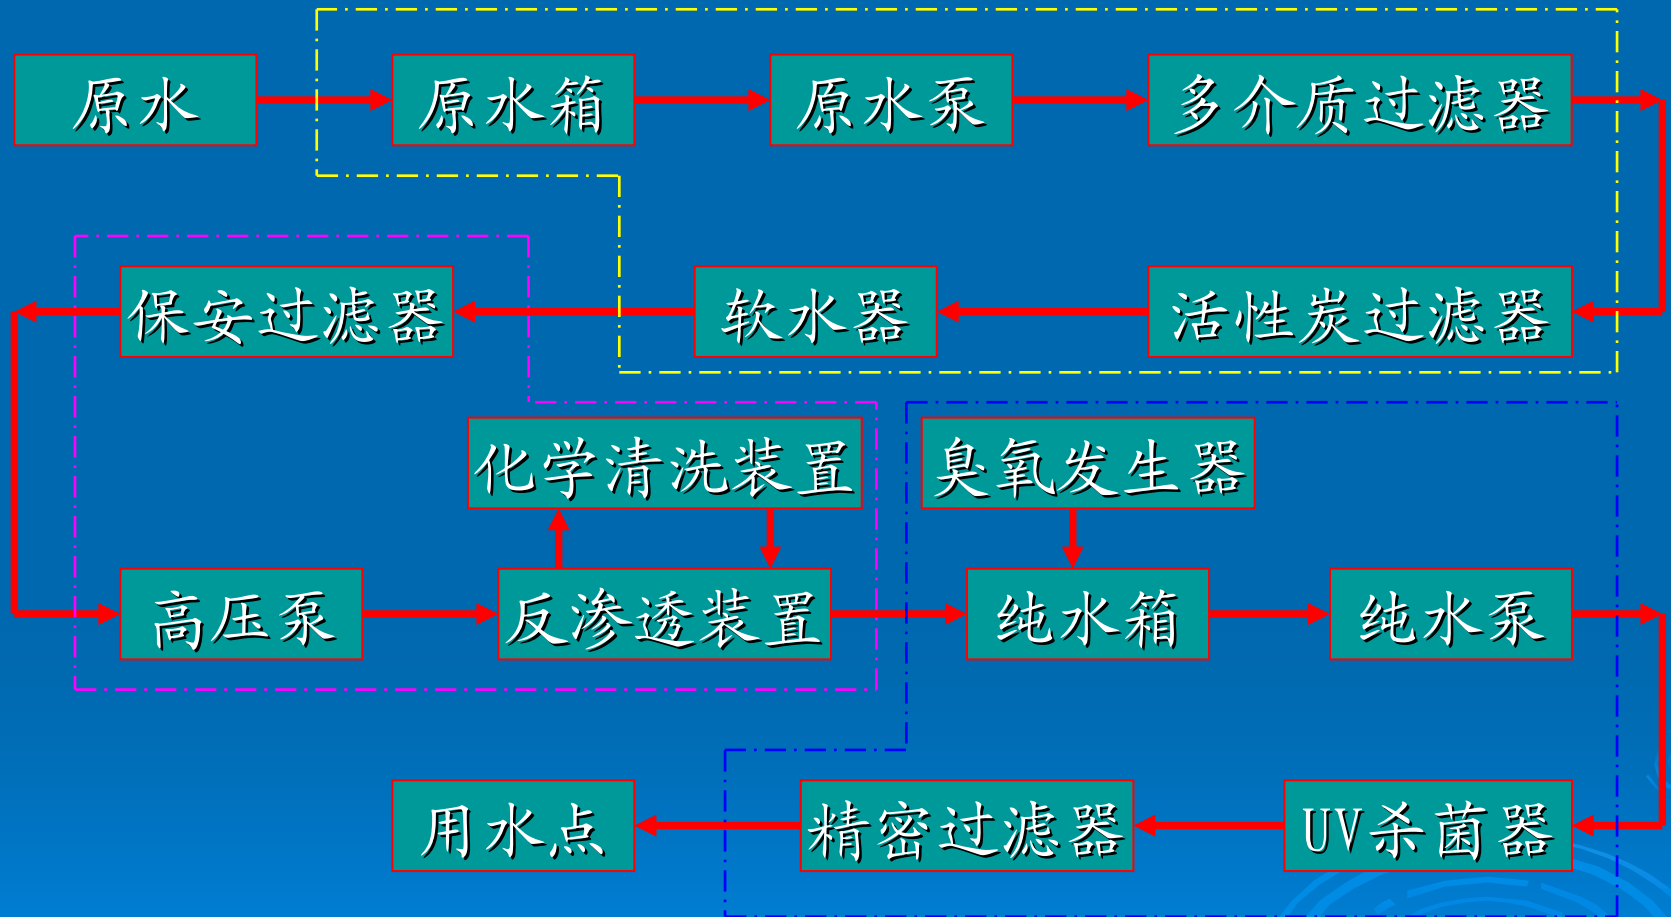 原水
原水箱
原水泵
多介质过滤器
保安过滤器
软水器
活性炭过滤器
化学清洗装置
臭氧发生器
高压泵
反渗透装置
纯水箱
纯水泵
用水点
精密过滤器
UV杀菌器